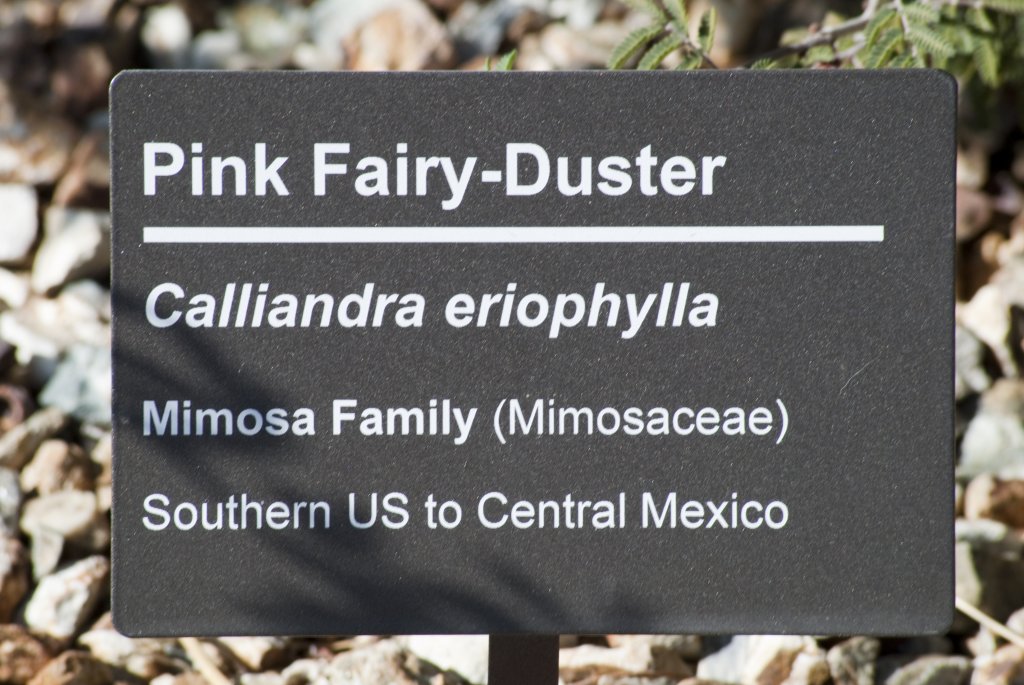 Pink Fairy-Duster
Calliandra eriophylla
Mimosa Family (Mimosaceae)
Southern US to Central Mexico